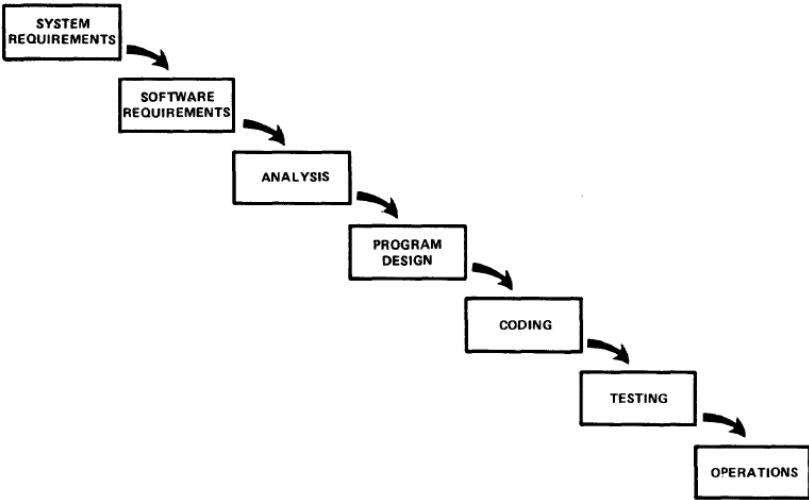 SYSTEM
REQUIREMENTS
SOFTWARE
REQUIREMENTS
ANALYSIS
PROGRAM
DESIGN
CODING
TESTING
OPERATIONS